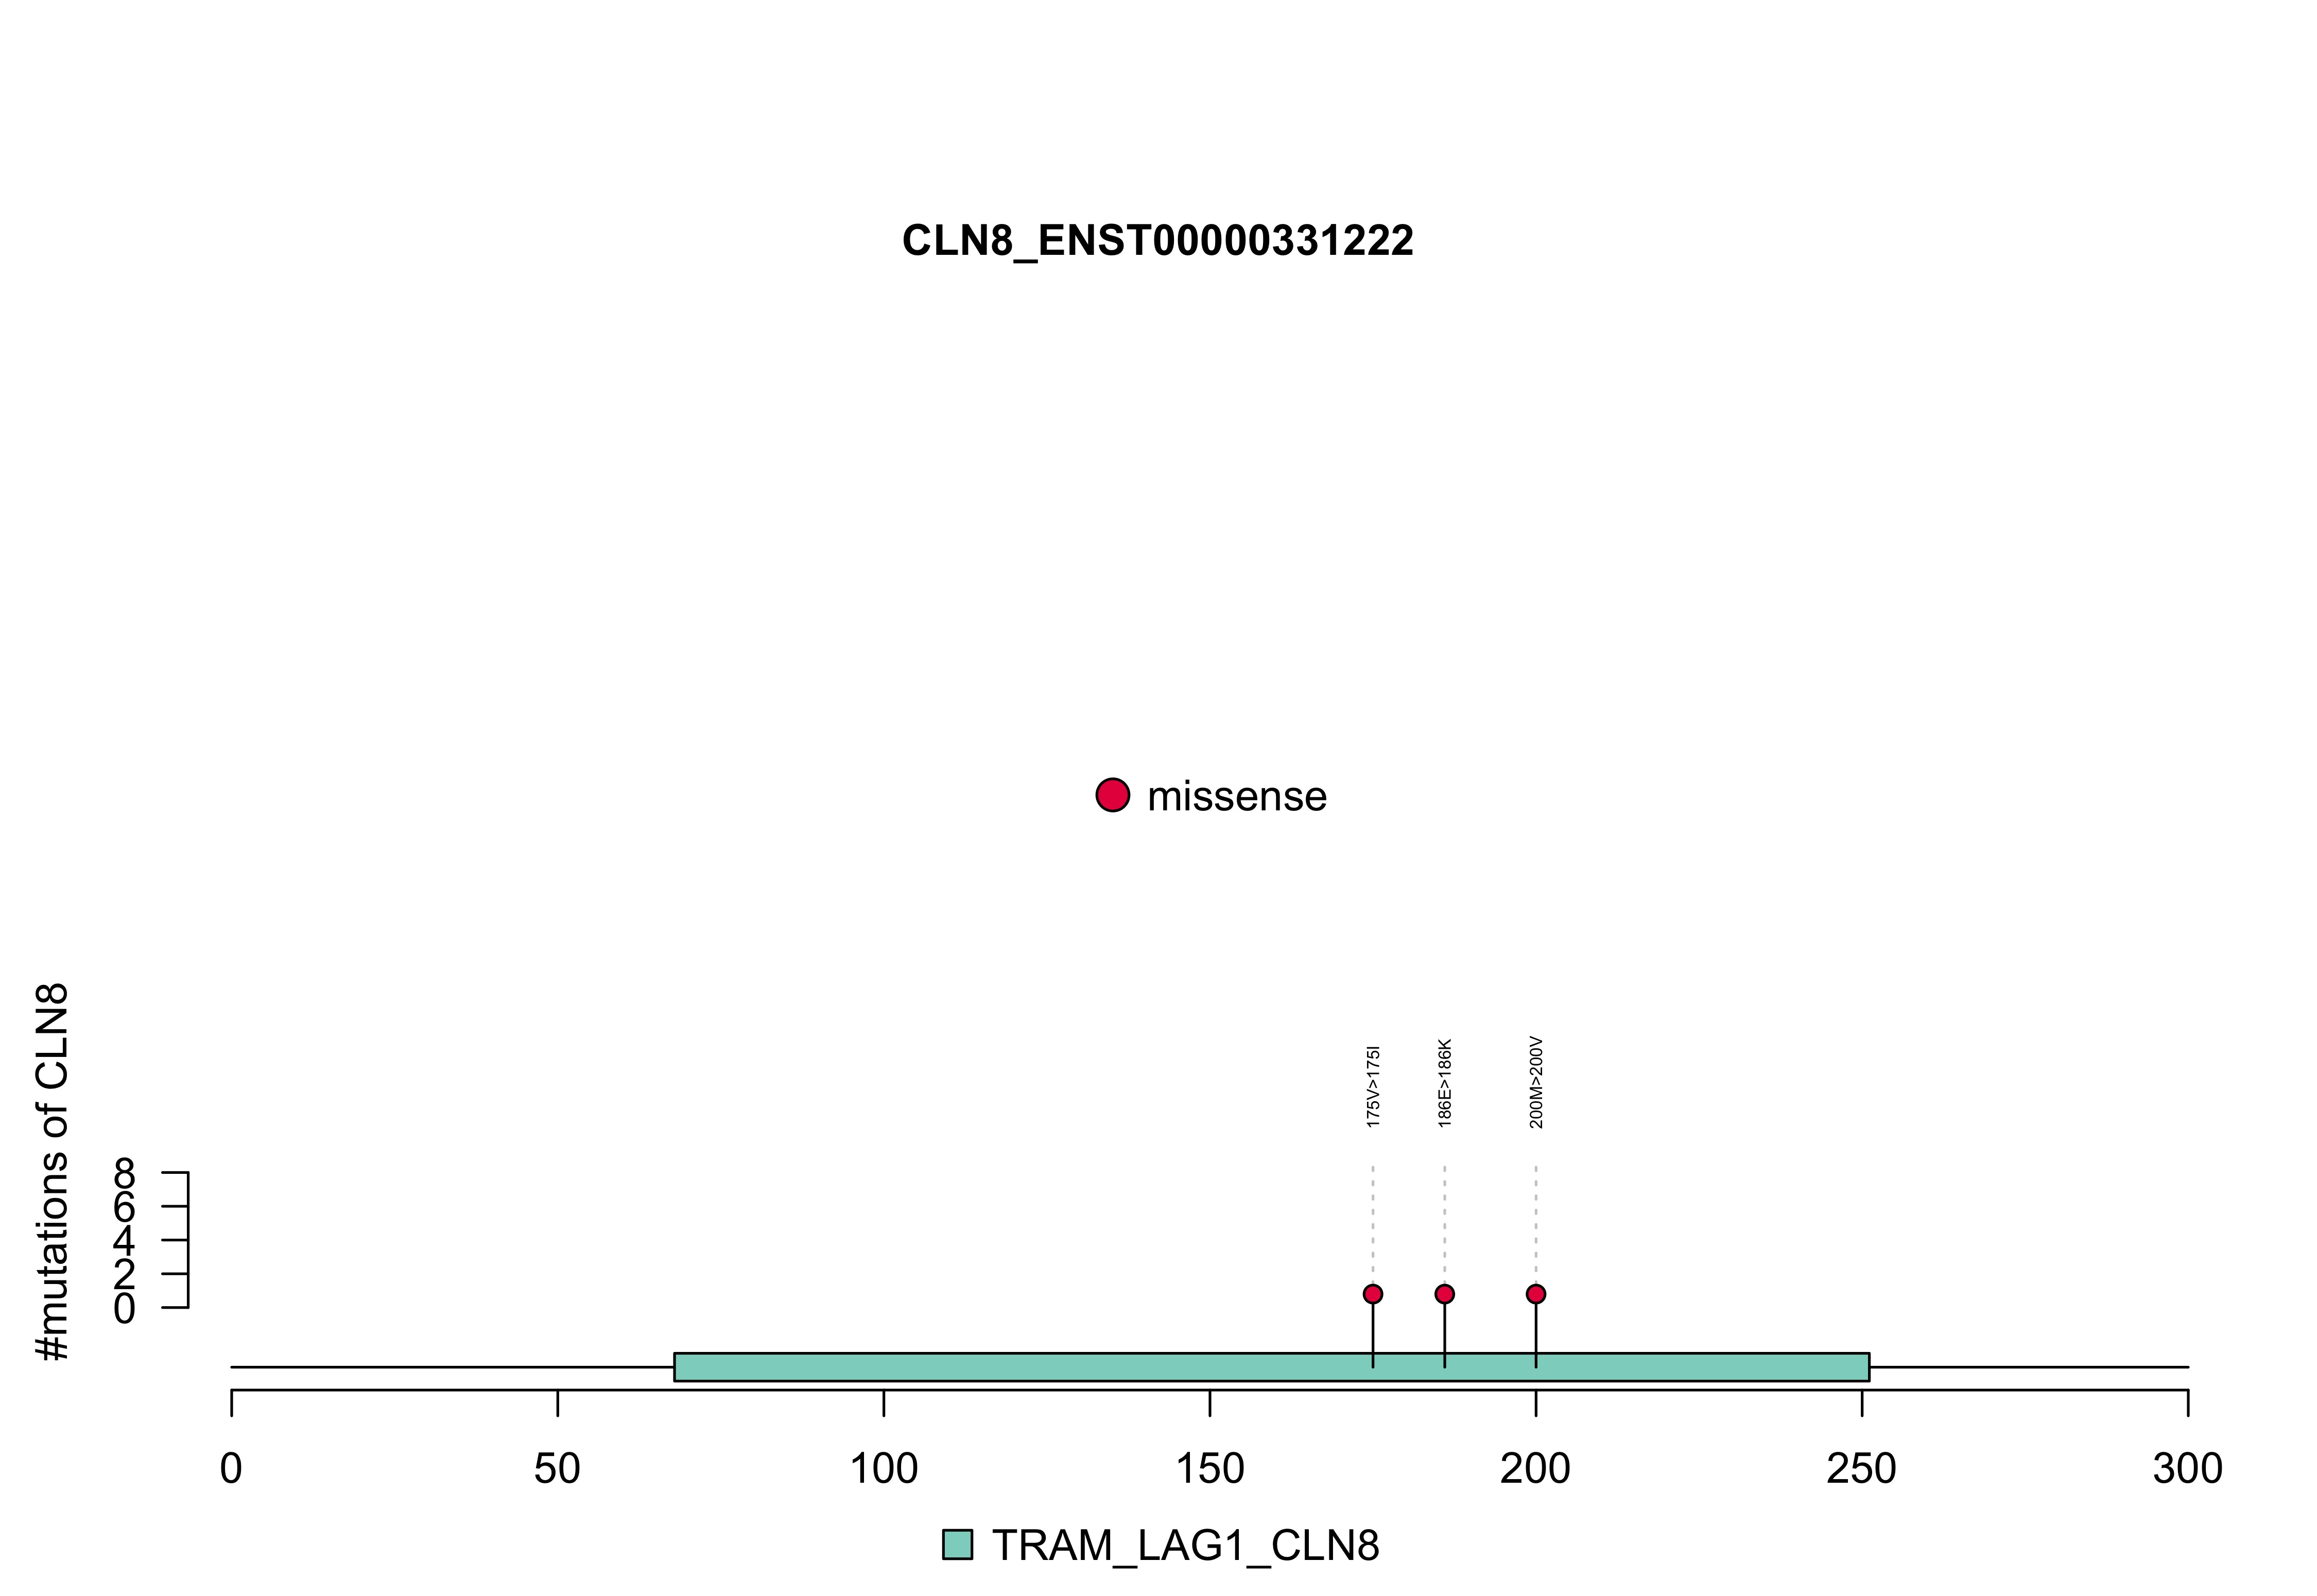 CLN8_ENST00000331222
missense
#mutations of CLN8
175V>175I
186E>186K
200M>200V
8
6
4
2
0
0
50
100
150
200
250
300
TRAM_LAG1_CLN8